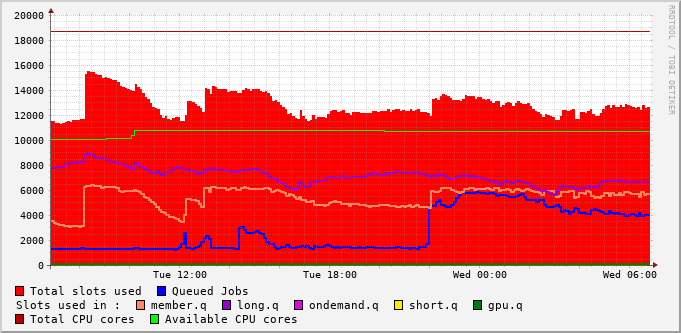 20000
18000
16000
14000
12000
10000
8000
6000
4000
2000
0
Tue 12:00 Tue 18:00 Wed 00:00 Wed 06:00
RRDTOOL / TOBI OETIKER
Total slots used Queued Jobs
Slots used in : member.q long.q ondemand.q short.q gpu.q
Total CPU cores Available CPU cores